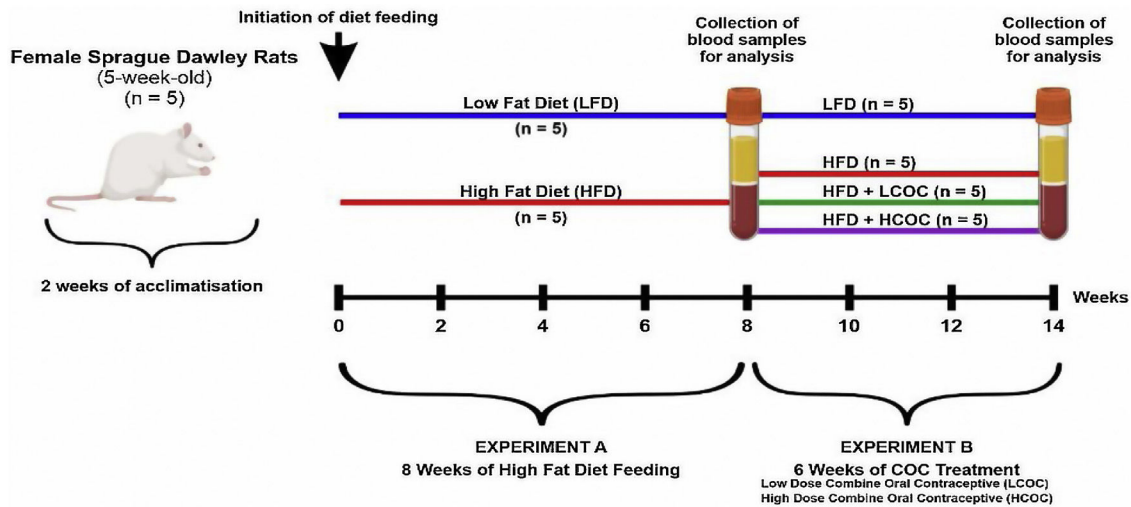 Initiation of diet feeding
Female Sprague Dawley Rats
(5-week-old)
(n = 5)
2 weeks of acclimatisation
Low Fat Diet (LFD)
(n = 5)
High Fat Diet (HFD)
(n = 5)
Collection of
blood samples
for analysis
LFD (n = 5)
HFD (n = 5)
HFD + LCOC (n = 5)
HFD + HCOC (n = 5)
Collection of
blood samples
for analysis
0 2 4 6 8 10 12 14 Weeks
EXPERIMENT A
8 Weeks of High Fat Diet Feeding
EXPERIMENT B
6 Weeks of COC Treatment
Low Dose Combine Oral Contraceptive (LCOC)
High Dose Combine Oral Contraceptive (HCOC)